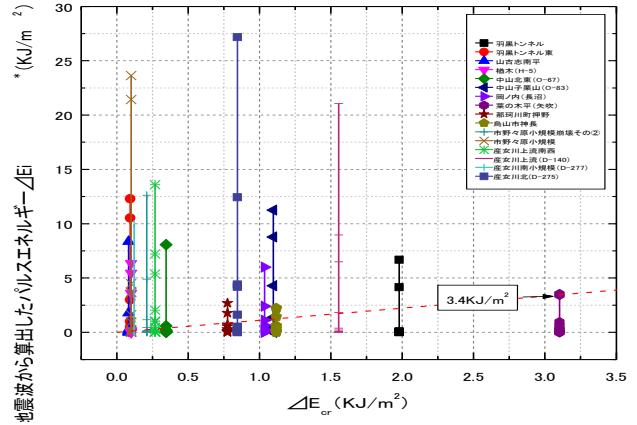 地震波から算出したパルスエネルギー⊿Ei *(KJ/m²)
30
25
20
15
10
5
0
0.0 0.5 1.0 1.5 2.0 2.5 3.0 3.5
⊿E cr (KJ/m²)
3.4KJ/m²
羽黒トンネル
羽黒トンネル東
山古志南平
楢木(H-5)
中山北東(O-67)
中山子栗山(O-83)
岡ノ内(長沼)
葉の木平(矢吹)
那珂川町押野
烏山市神長
市野々原小規模崩壊その②
市野々原小規模
産女川上流南西
産女川上流(D-140)
産女川南小規模(D-277)
産女川北(D-275)